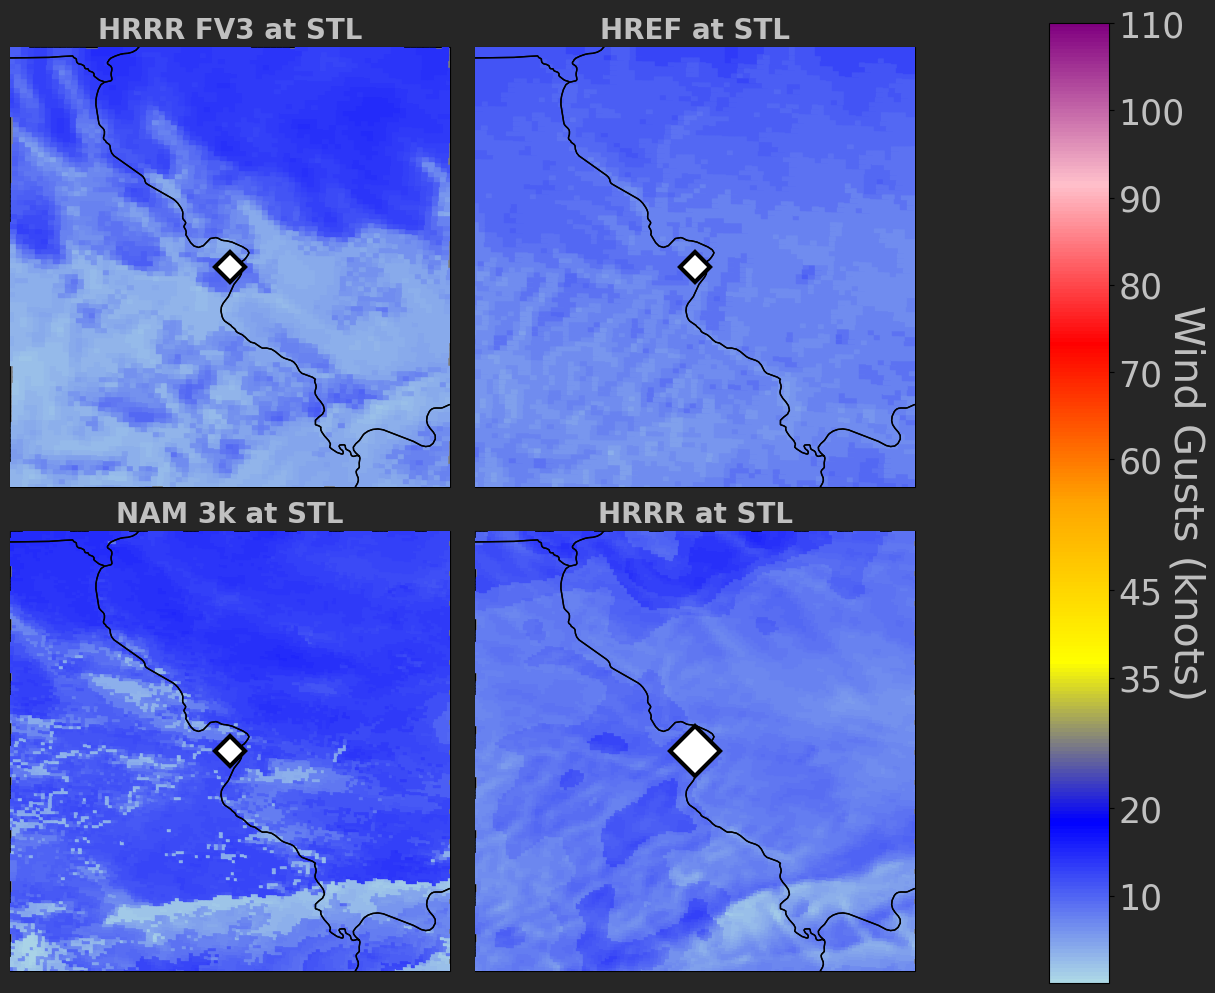 HRRR FV3 at STL
HREF at STL
NAM 3k at STL
HRRR at STL
110
100
90
80
70
60
45
35
20
10
Wind Gusts (knots)